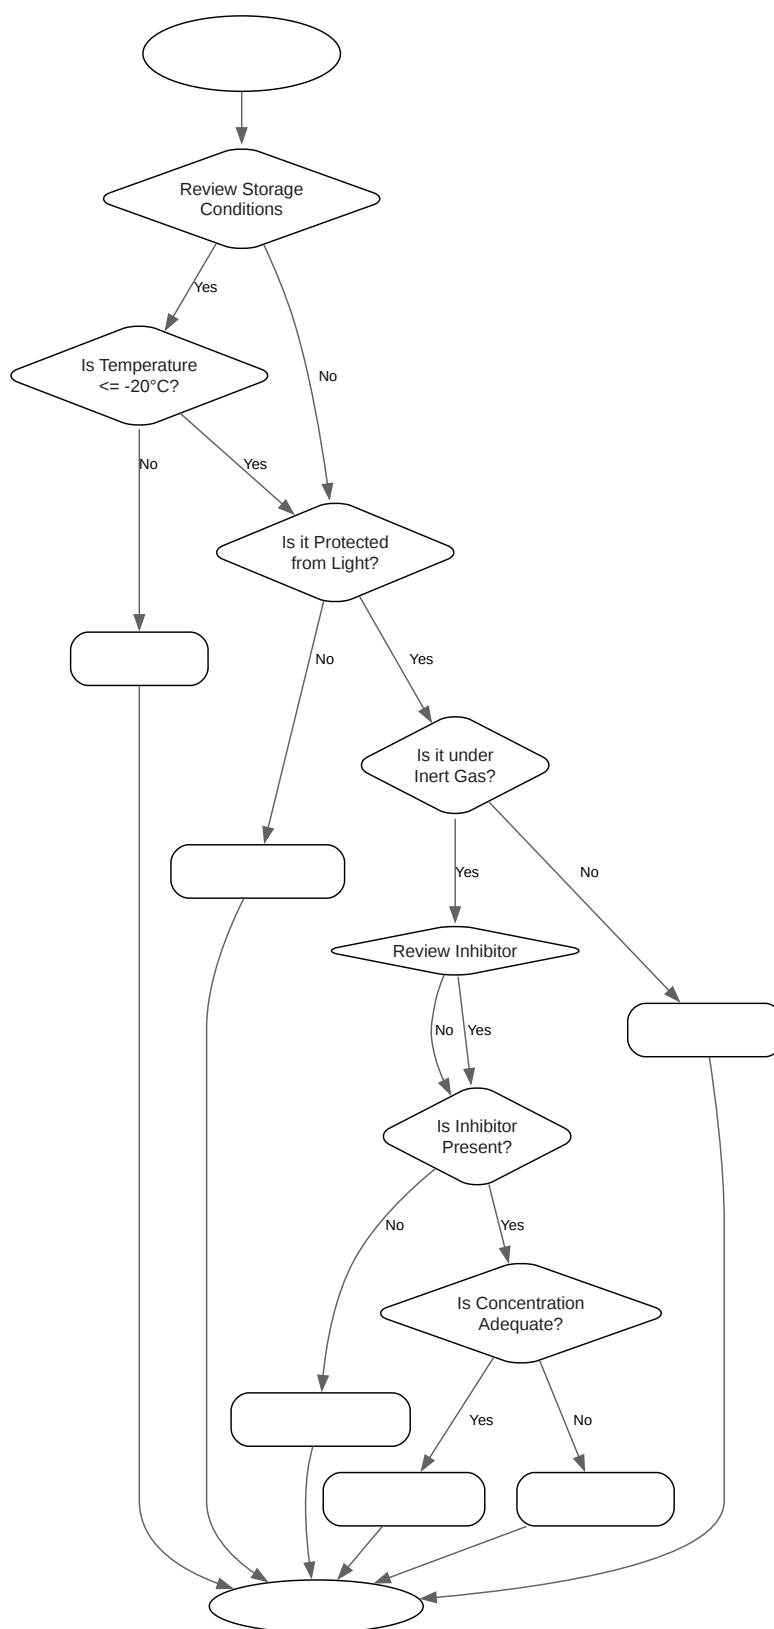 Review Storage
Conditions
Yes
Is Temperature
<= -20°C?
No
No
Yes
Is it Protected
from Light?
No
Yes
Is it under
Inert Gas?
Yes
No
Review Inhibitor
No
Yes
Is Inhibitor
Present?
No
Yes
Is Concentration
Adequate?
Yes
No